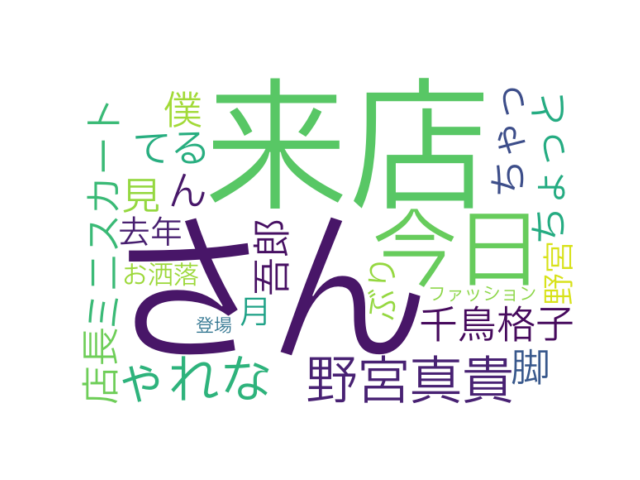 来店
さん
今日
僕
てる
見
ん
去年
お洒落
月
登場
吾郎
ぶり
ファッション
千鳥格子
野宮
野宮真貴
脚
ゃれな
店長
ミニスカート
ちゃっ
ちょっと